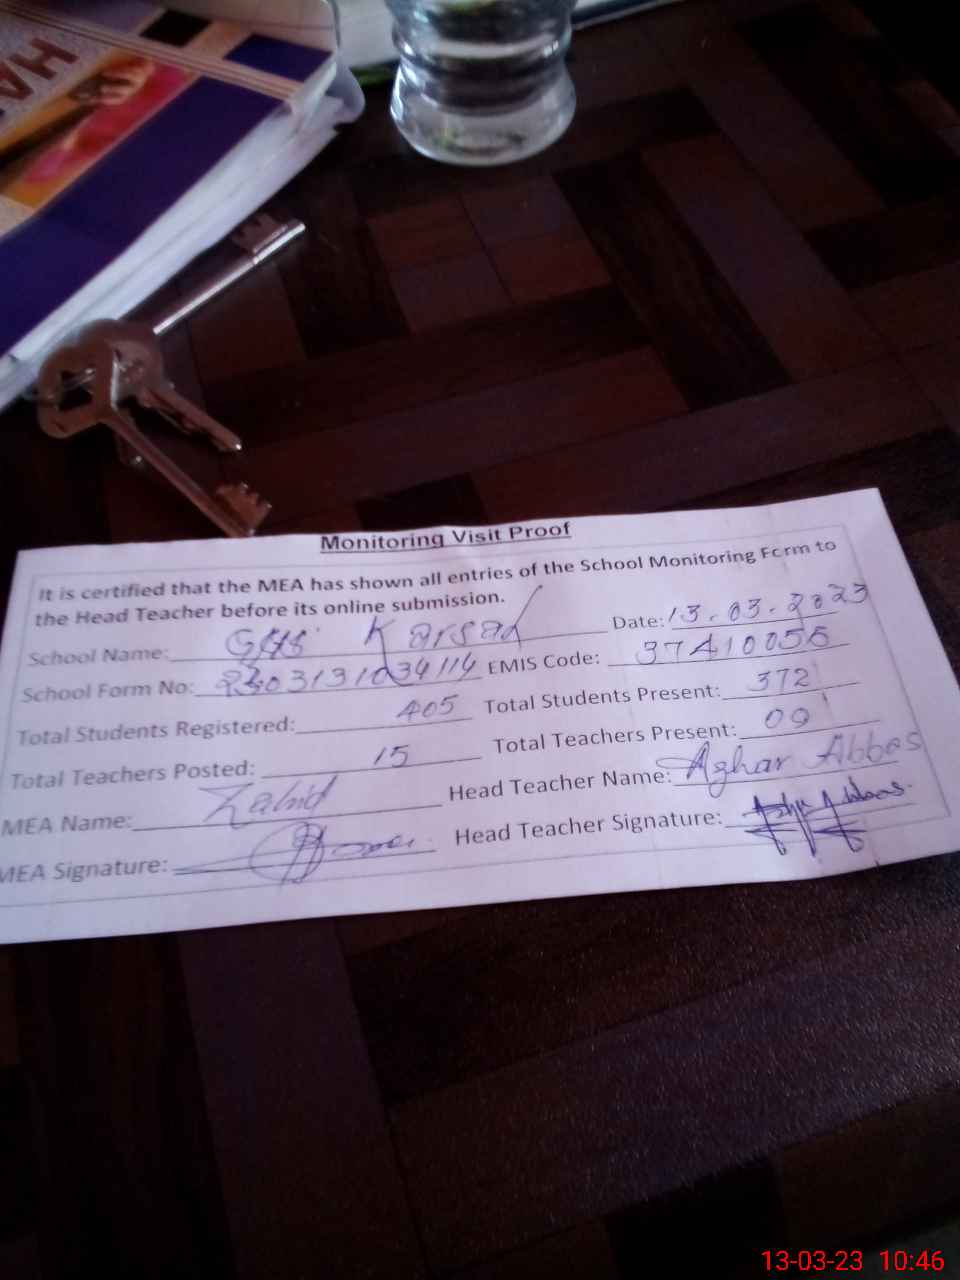 HA
Monitoring Visit Proof
It is certified that the MEA has shown all entries of the School Monitoring Form to
the Head Teacher before its online submission.
School Name: GHS Karsal Date: 13.03.2023
School Form No: EMIS Code: 37410056
Total Students Registered: 405 Total Students Present: 372
Total Teachers Posted: 15 Total Teachers Present: 09
MEA Name: Zahid Head Teacher Name: Azhar Abbas
MEA Signature: Head Teacher Signature:
13-03-23 10:46